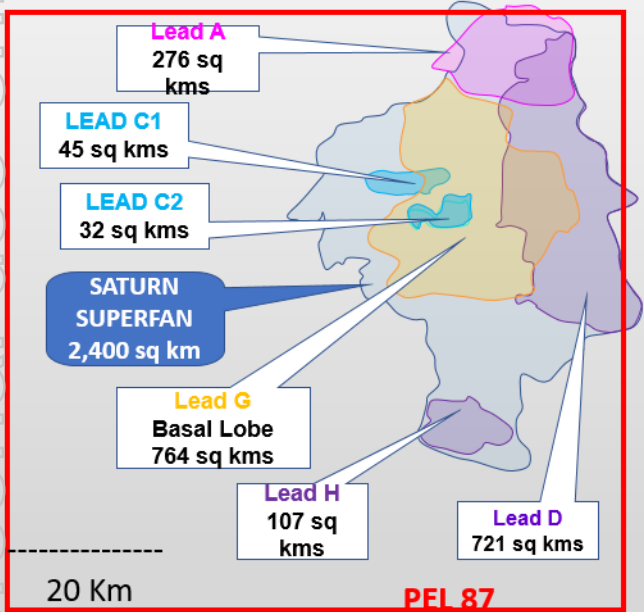 Lead A
276 sq
kms
LEAD C1
45 sq kms
LEAD C2
32 sq kms
SATURN
SUPERFAN
2,400 sq km
Lead G
Basal Lobe
764 sq kms
Lead H
107 sq
kms
Lead D
721 sq kms
20 Km
PEL 87